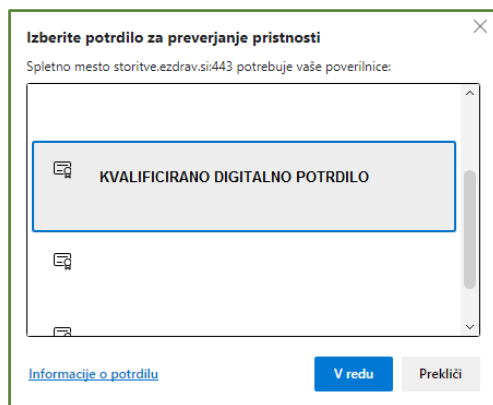 Izberite potrdilo za preverjanje pristnosti
Spletno mesto storitve.ezdrav.si:443 potrebuje vaše poverilnice:
KVALIFICIRANO DIGITALNO POTRDILO
Informacije o potrdilu
V redu
Prekliči